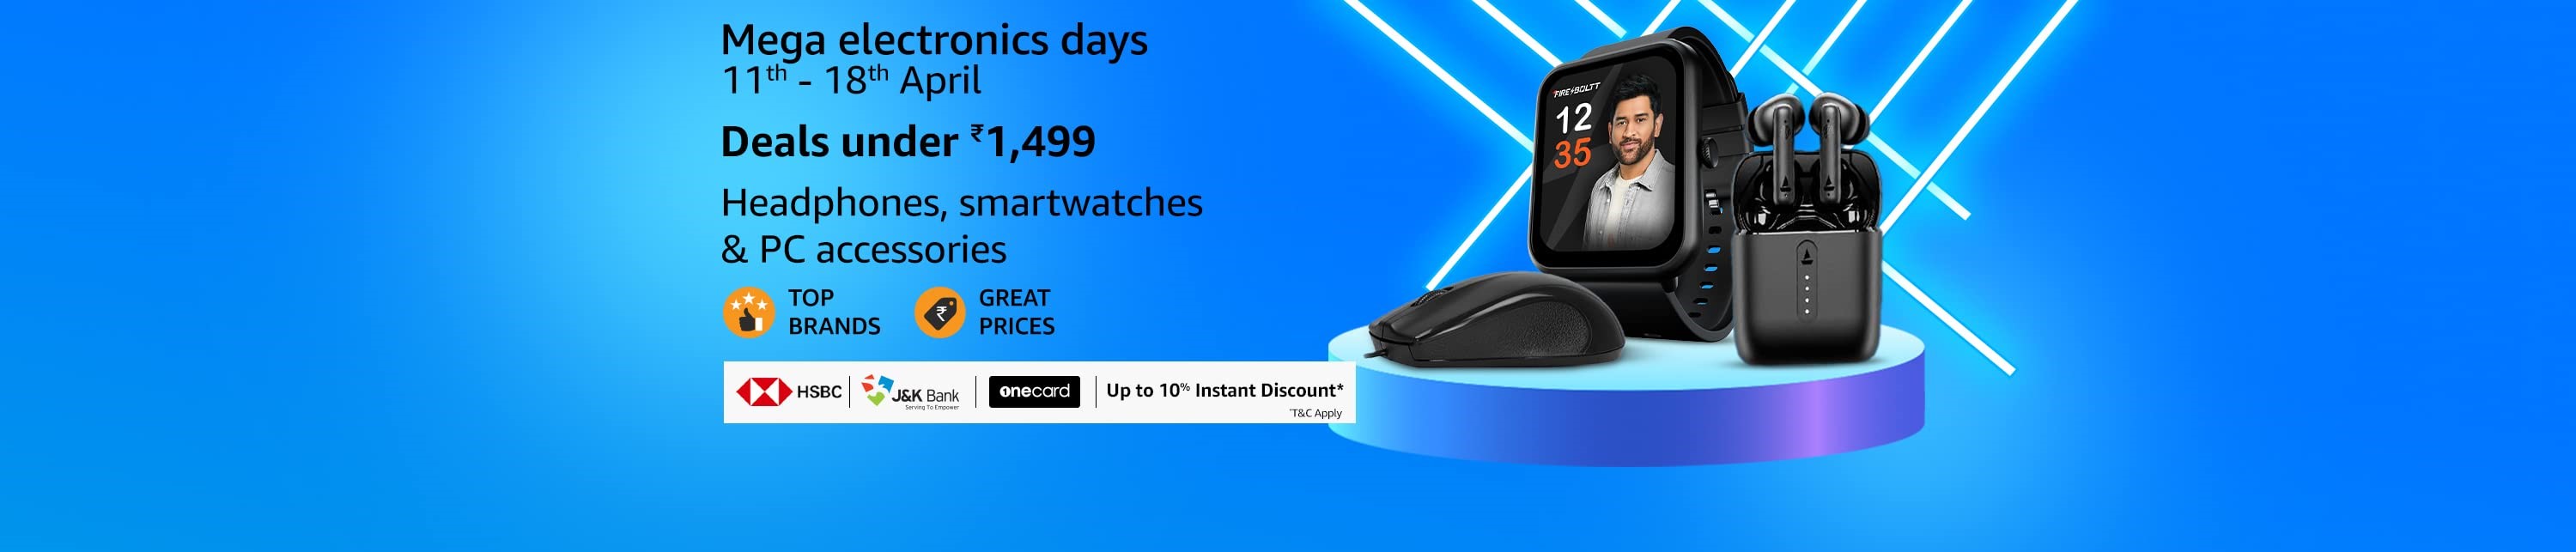 Mega electronics days
11th - 18th April
Deals under ₹1,499
Headphones, smartwatches
& PC accessories
TOP
BRANDS
GREAT
PRICES
HSBC
J&K Bank
Serving To Empower
onecard
Up to 10% Instant Discount*
*T&C Apply
FIRE BOLTT
12
35